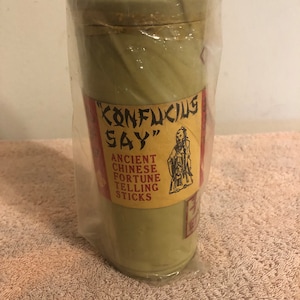 "CONFUCIUS
SAY"
ANCIENT
CHINESE
FORTUNE
TELLING
STICKS